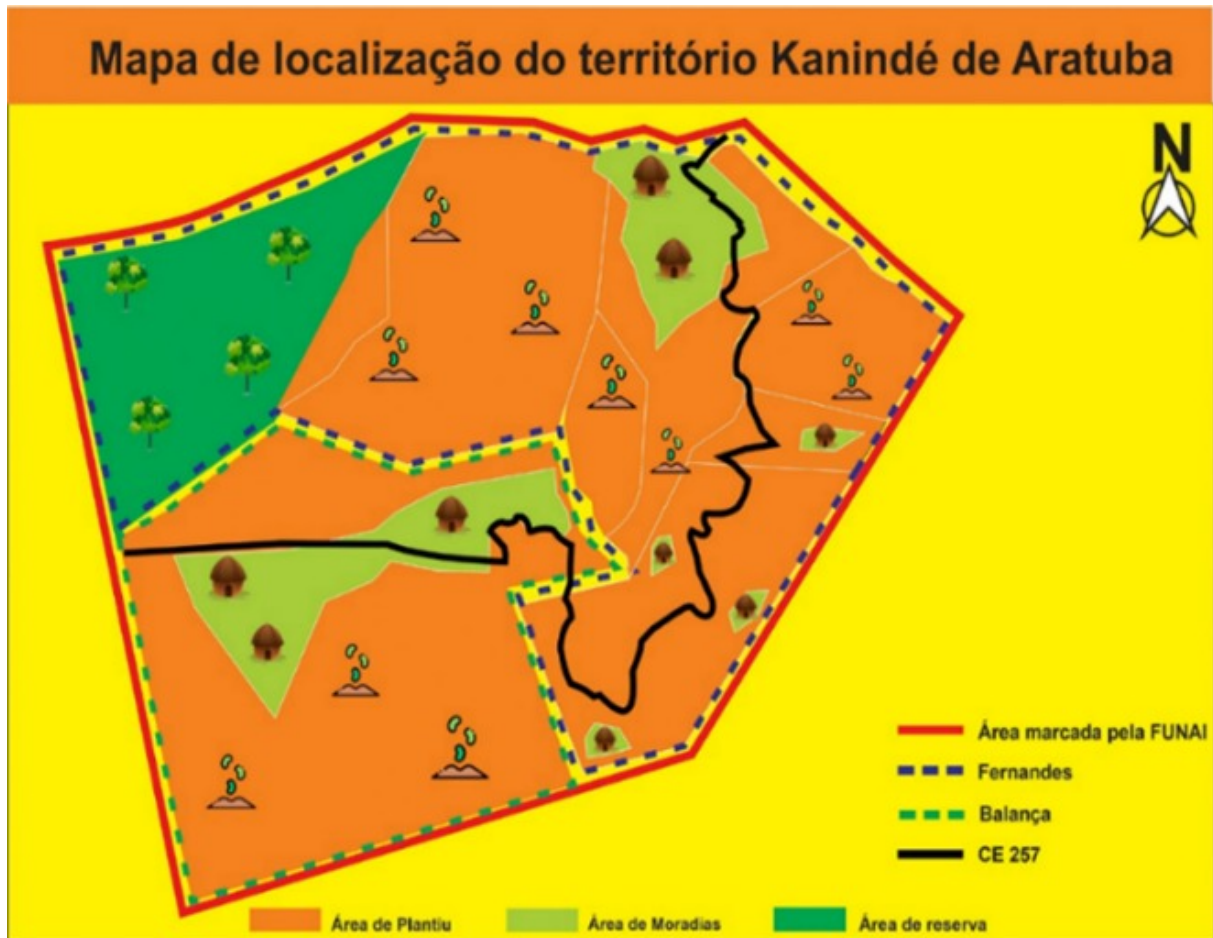 Mapa de localização do território Kanindé de Aratuba
N
Área marcada pela FUNAI
Fernandes
Balança
CE 257
Área de Plantiu
Área de Moradias
Área de reserva